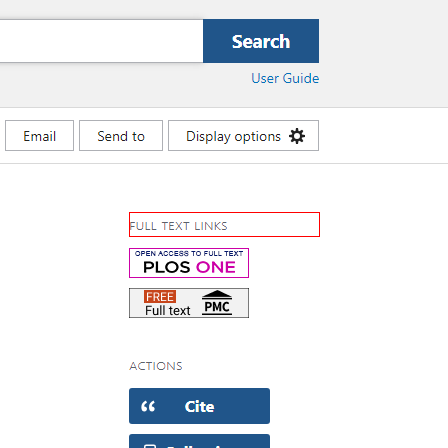 Search
User Guide
Email
Send to
Display options
FULL TEXT LINKS
OPEN ACCESS TO FULL TEXT
PLOS ONE
FREE
Full text
PMC
ACTIONS
Cite